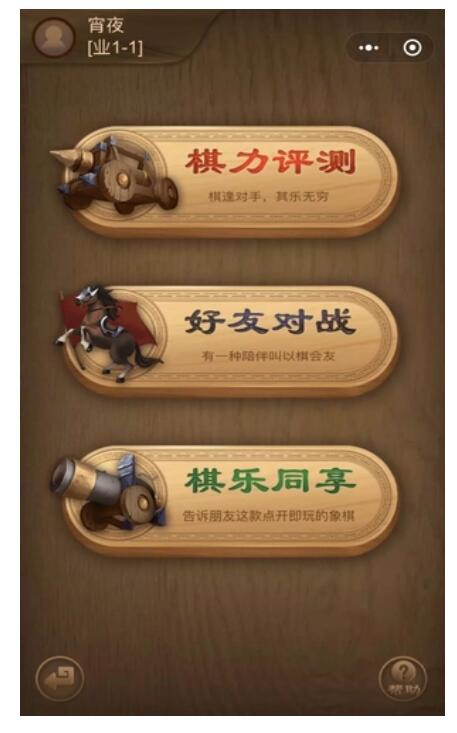 宵夜
[业1-1]
棋力评测
棋逢对手，其乐无穷
好友对战
有一种陪伴叫以棋会友
棋乐同享
告诉朋友这款点开即玩的象棋
帮助